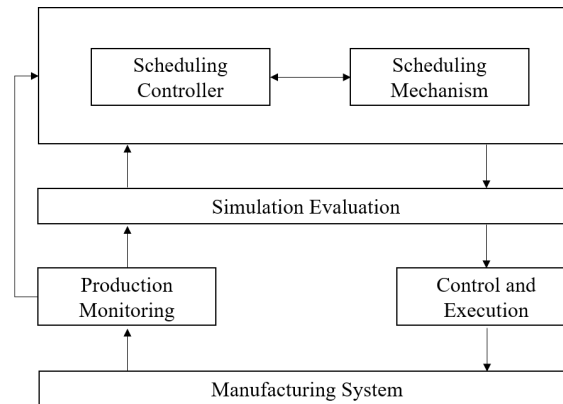 Scheduling
Controller
Scheduling
Mechanism
Simulation Evaluation
Production
Monitoring
Control and
Execution
Manufacturing System